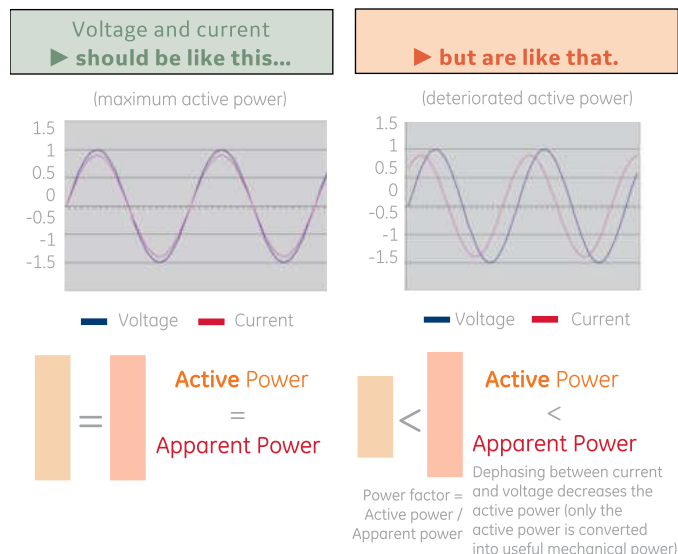 Voltage and current
▶ should be like this...
(maximum active power)
1.5
1
0.5
0
-0.5
-1
-1.5
Voltage Current
=
Active Power
=
Apparent Power
▶ but are like that.
(deteriorated active power)
1.5
1
0.5
0
-0.5
-1
-1.5
Voltage Current
<
Active Power
<
Apparent Power
Power factor =
Active power /
Apparent power
Dephasing between current
and voltage decreases the
active power (only the
active power is converted
into useful mechanical power)